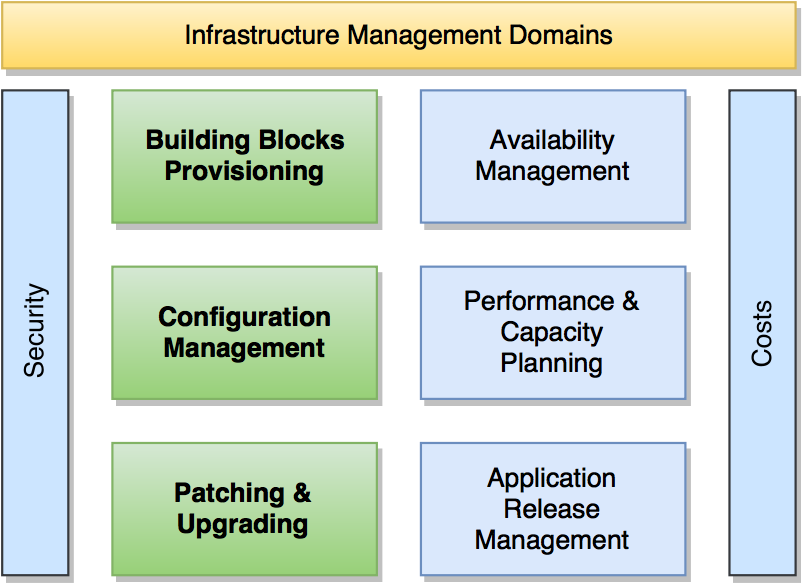 Infrastructure Management Domains
Security
Building Blocks
Provisioning
Availability
Management
Configuration
Management
Performance &
Capacity
Planning
Patching &
Upgrading
Application
Release
Management
Costs